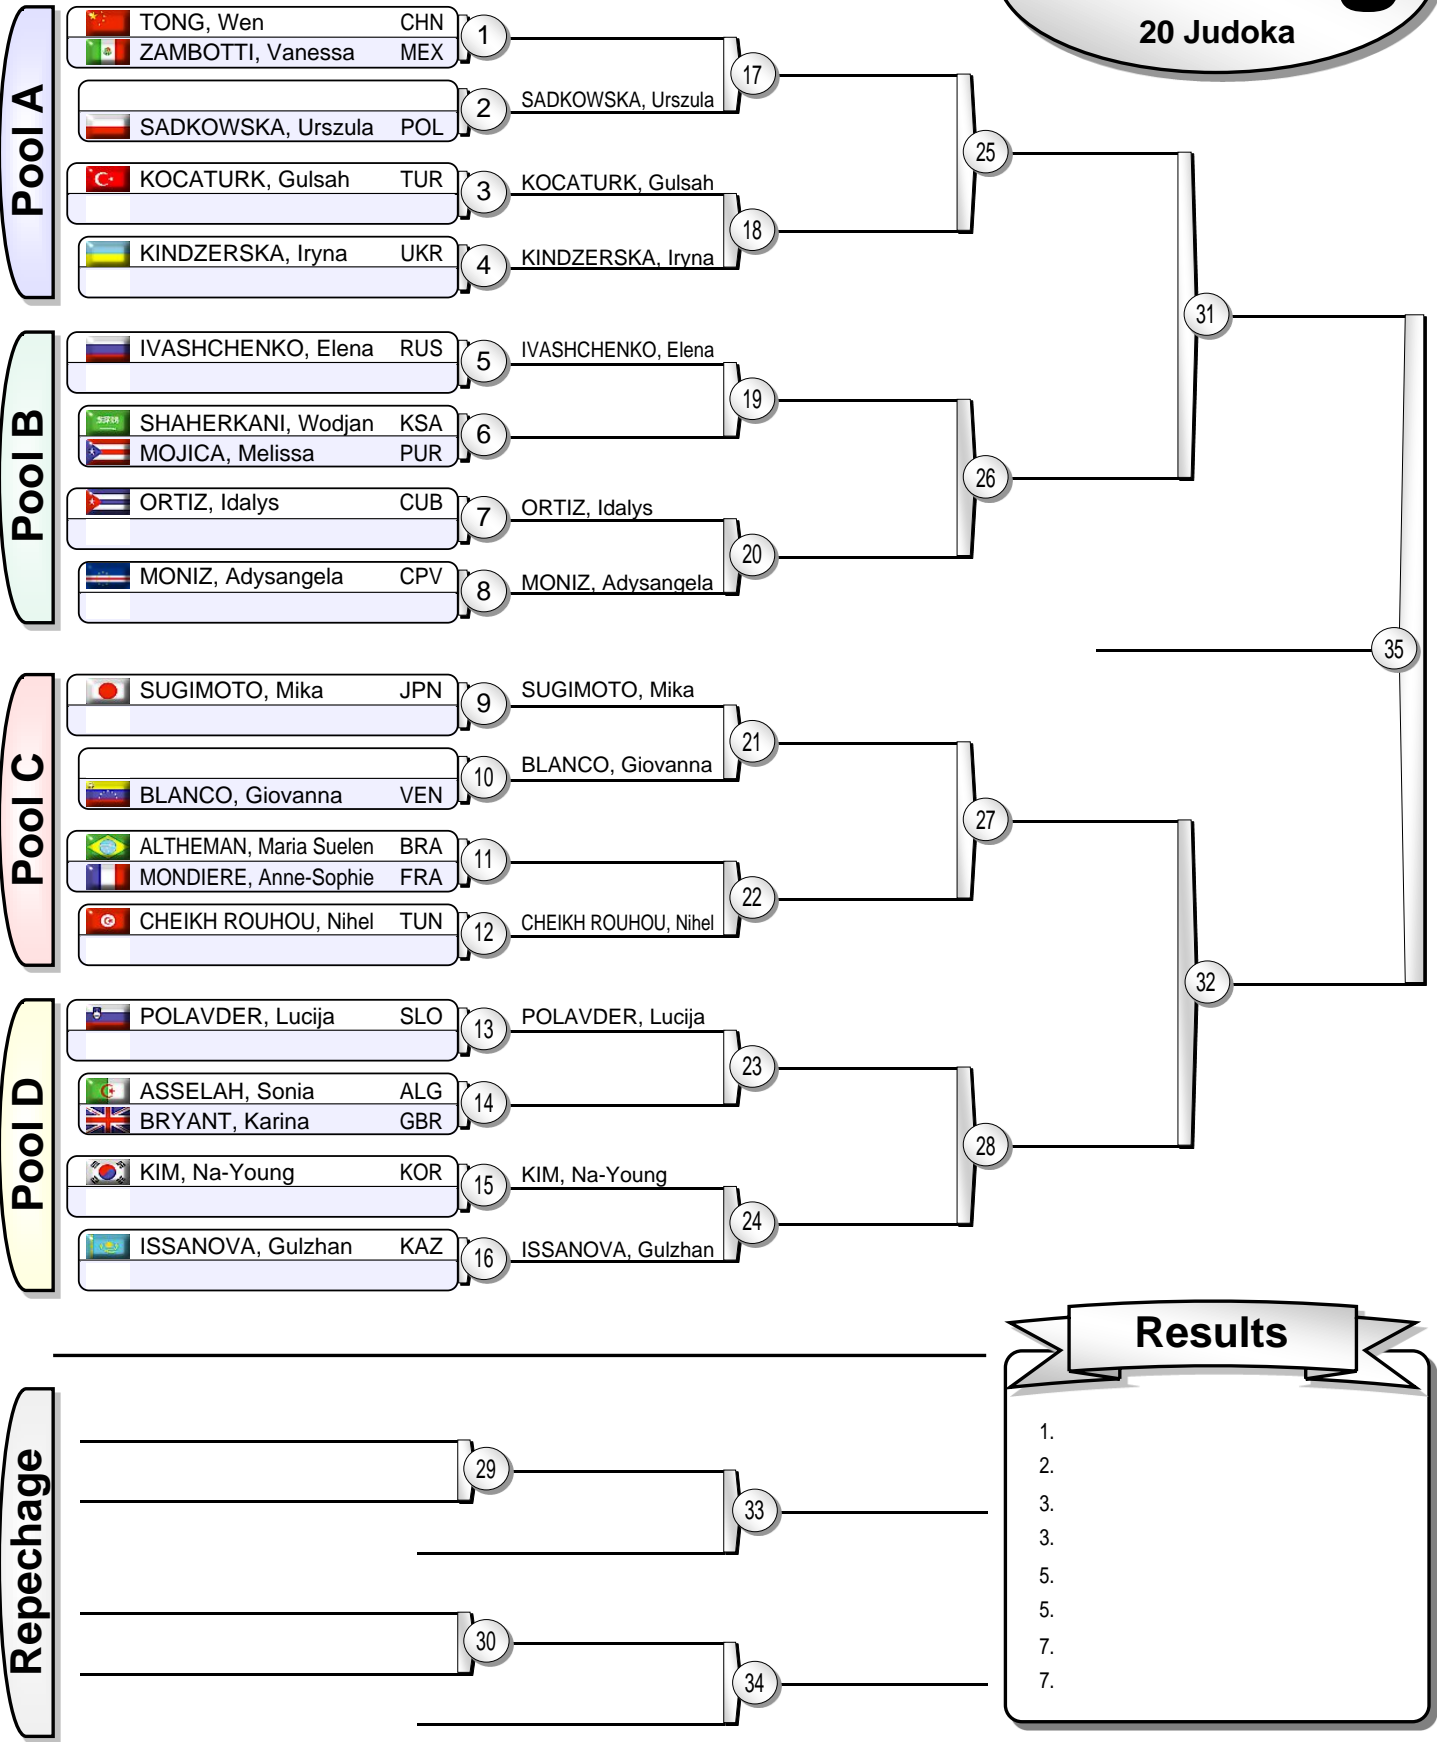 20 Judoka
Pool A
TONG, Wen CHN
ZAMBOTTI, Vanessa MEX
1
SADKOWSKA, Urszula POL
2
SADKOWSKA, Urszula
17
KOCATURK, Gulsah TUR
3
KOCATURK, Gulsah
KINDZERSKA, Iryna UKR
4
KINDZERSKA, Iryna
18
25
Pool B
IVASHCHENKO, Elena RUS
5
IVASHCHENKO, Elena
SHAHERKANI, Wodjan KSA
MOJICA, Melissa PUR
6
19
ORTIZ, Idalys CUB
7
ORTIZ, Idalys
MONIZ, Adysangela CPV
8
MONIZ, Adysangela
20
26
31
35
Pool C
SUGIMOTO, Mika JPN
9
SUGIMOTO, Mika
BLANCO, Giovanna VEN
10
BLANCO, Giovanna
21
ALTHEMAN, Maria Suelen BRA
MONDIERE, Anne-Sophie FRA
11
CHEIKH ROUHOU, Nihel TUN
12
CHEIKH ROUHOU, Nihel
22
27
Pool D
POLAVDER, Lucija SLO
13
POLAVDER, Lucija
ASSELAH, Sonia ALG
BRYANT, Karina GBR
14
23
KIM, Na-Young KOR
15
KIM, Na-Young
ISSANOVA, Gulzhan KAZ
16
ISSANOVA, Gulzhan
24
28
32
Repechage
29
33
30
34
Results
1.
2.
3.
3.
5.
5.
7.
7.